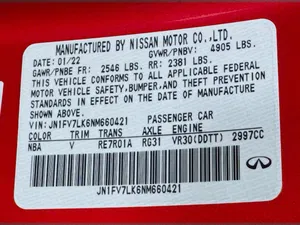 MANUFACTURED BY NISSAN MOTOR CO.,LTD.
DATE: 01/22 GVWR/PNBV: 4905 LBS.
GAWR/PNBE FR: 2546 LBS. RR: 2381 LBS.
THIS VEHICLE CONFORMS TO ALL APPLICABLE FEDERAL
MOTOR VEHICLE SAFETY,BUMPER,AND THEFT PREVENTION
STANDARDS IN EFFECT ON THE DATE OF MANUFACTURE
SHOWN ABOVE.
VIN: JN1FV7LK6NM660421 PASSENGER CAR
COLOR TRIM TRANS AXLE ENGINE
NBA V RE7R01A RG31 VR30(DDTT) 2997CC
INFINITI
JN1FV7LK6NM660421